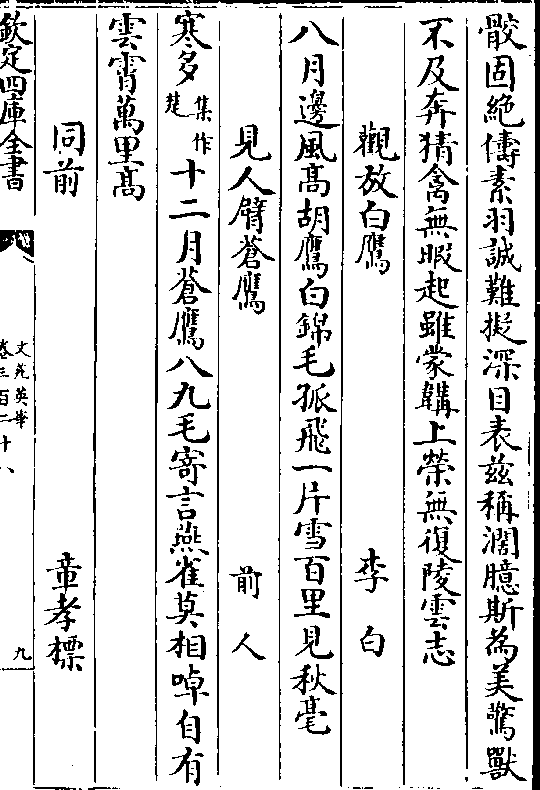 骹固絶儔素羽誠難擬深目表兹稱濶臆斯為美驚獸
不及奔猜禽無暇起雖蒙韝上榮無復陵雲志
觀放白鷹 李白
八月邊風髙胡鷹白錦毛孤飛一片雪百里見秋毫
見人臂蒼鷹 前人
寒多集作楚十二月蒼鷹八九毛寄言燕雀莫相啅自有
雲霄萬里髙
同前 章孝標
欽定四庫全書
文苑英華
卷三百二十八
九